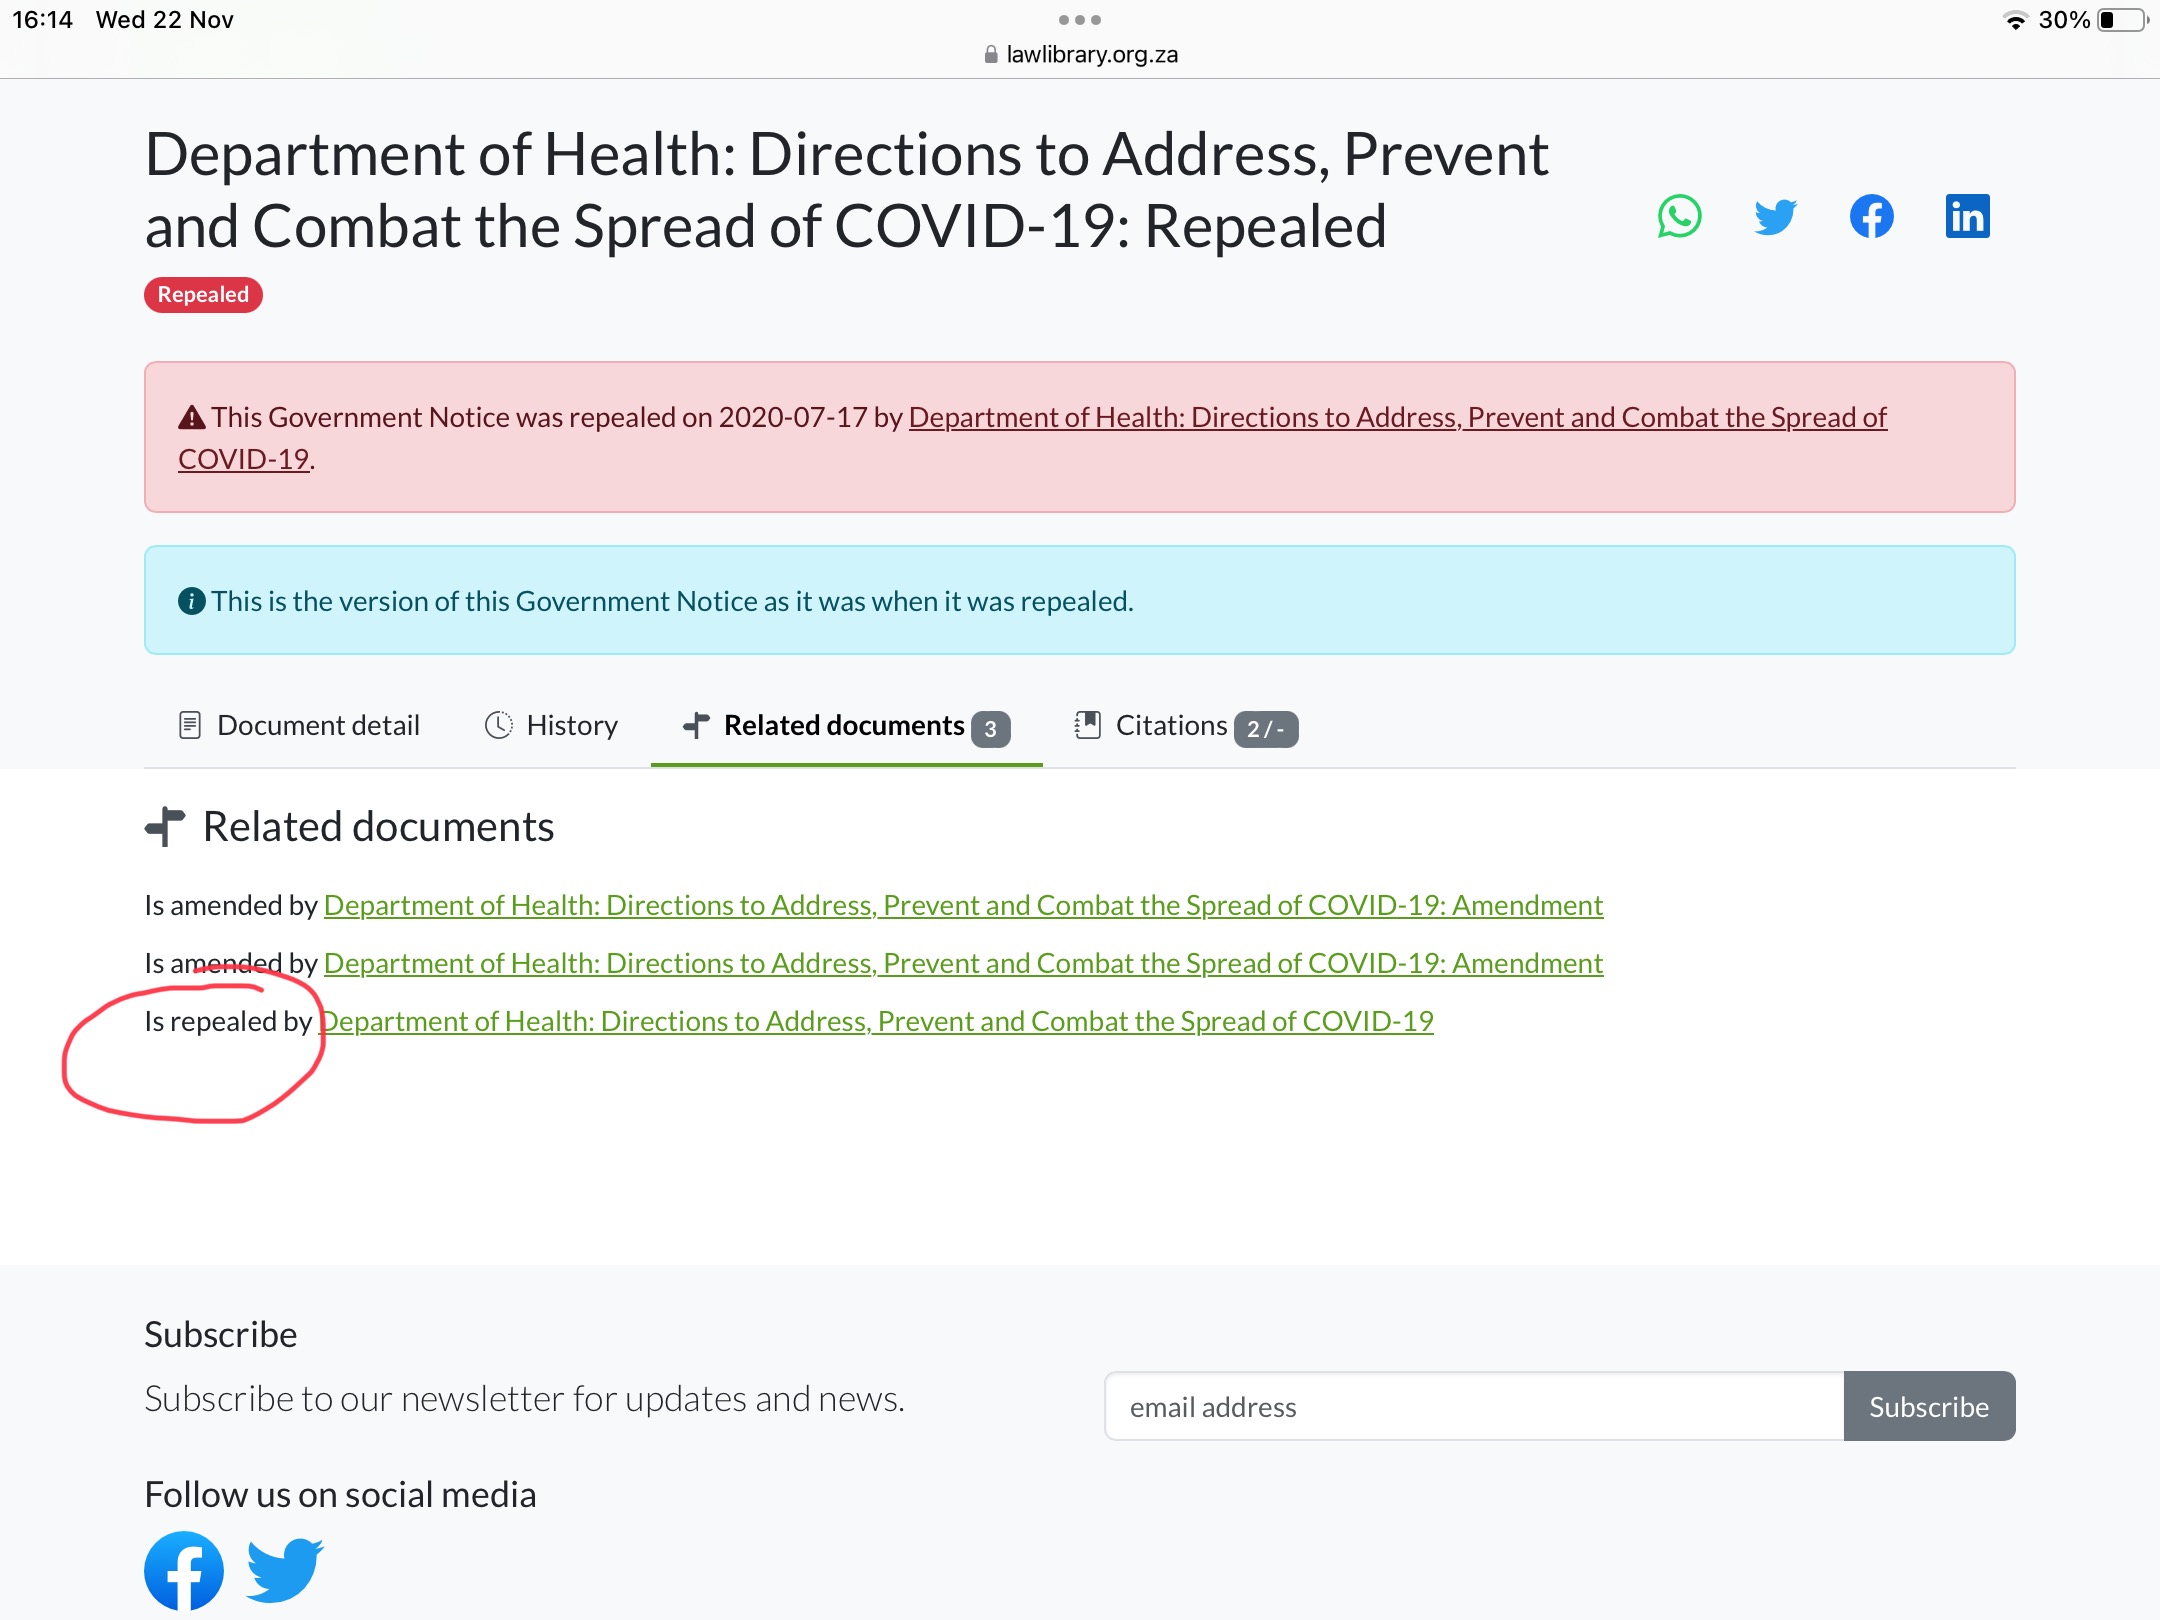 16:14 Wed 22 Nov
30%
lawlibrary.org.za
Department of Health: Directions to Address, Prevent
and Combat the Spread of COVID-19: Repealed
Repealed
This Government Notice was repealed on 2020-07-17 by Department of Health: Directions to Address, Prevent and Combat the Spread of
COVID-19.
This is the version of this Government Notice as it was when it was repealed.
Document detail History Related documents 3 Citations 2 / -
Related documents
Is amended by Department of Health: Directions to Address, Prevent and Combat the Spread of COVID-19: Amendment
Is amended by Department of Health: Directions to Address, Prevent and Combat the Spread of COVID-19: Amendment
Is repealed by Department of Health: Directions to Address, Prevent and Combat the Spread of COVID-19
Subscribe
Subscribe to our newsletter for updates and news.
email address Subscribe
Follow us on social media